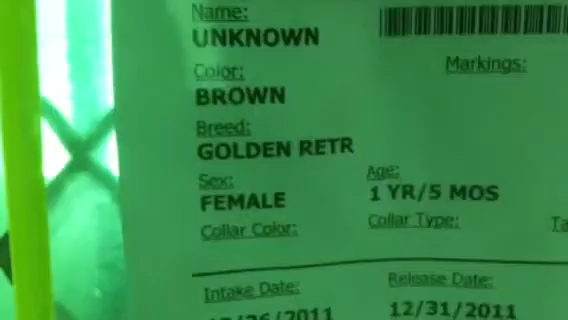 Name:
UNKNOWN
Color:
Markings:
BROWN
Breed:
GOLDEN RETR
Sex:
Age:
FEMALE
1 YR/5 MOS
Collar Color:
Collar Type:
Intake Date:
Release Date:
12/31/2011